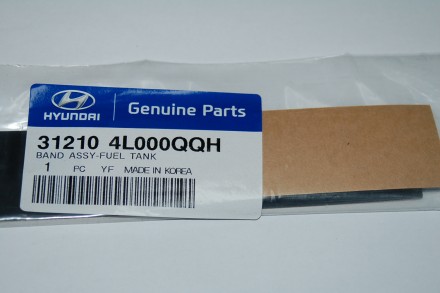 HYUNDAI Genuine Parts
31210 4L000QQH
BAND ASSY-FUEL TANK
1 PC YF MADE IN KOREA